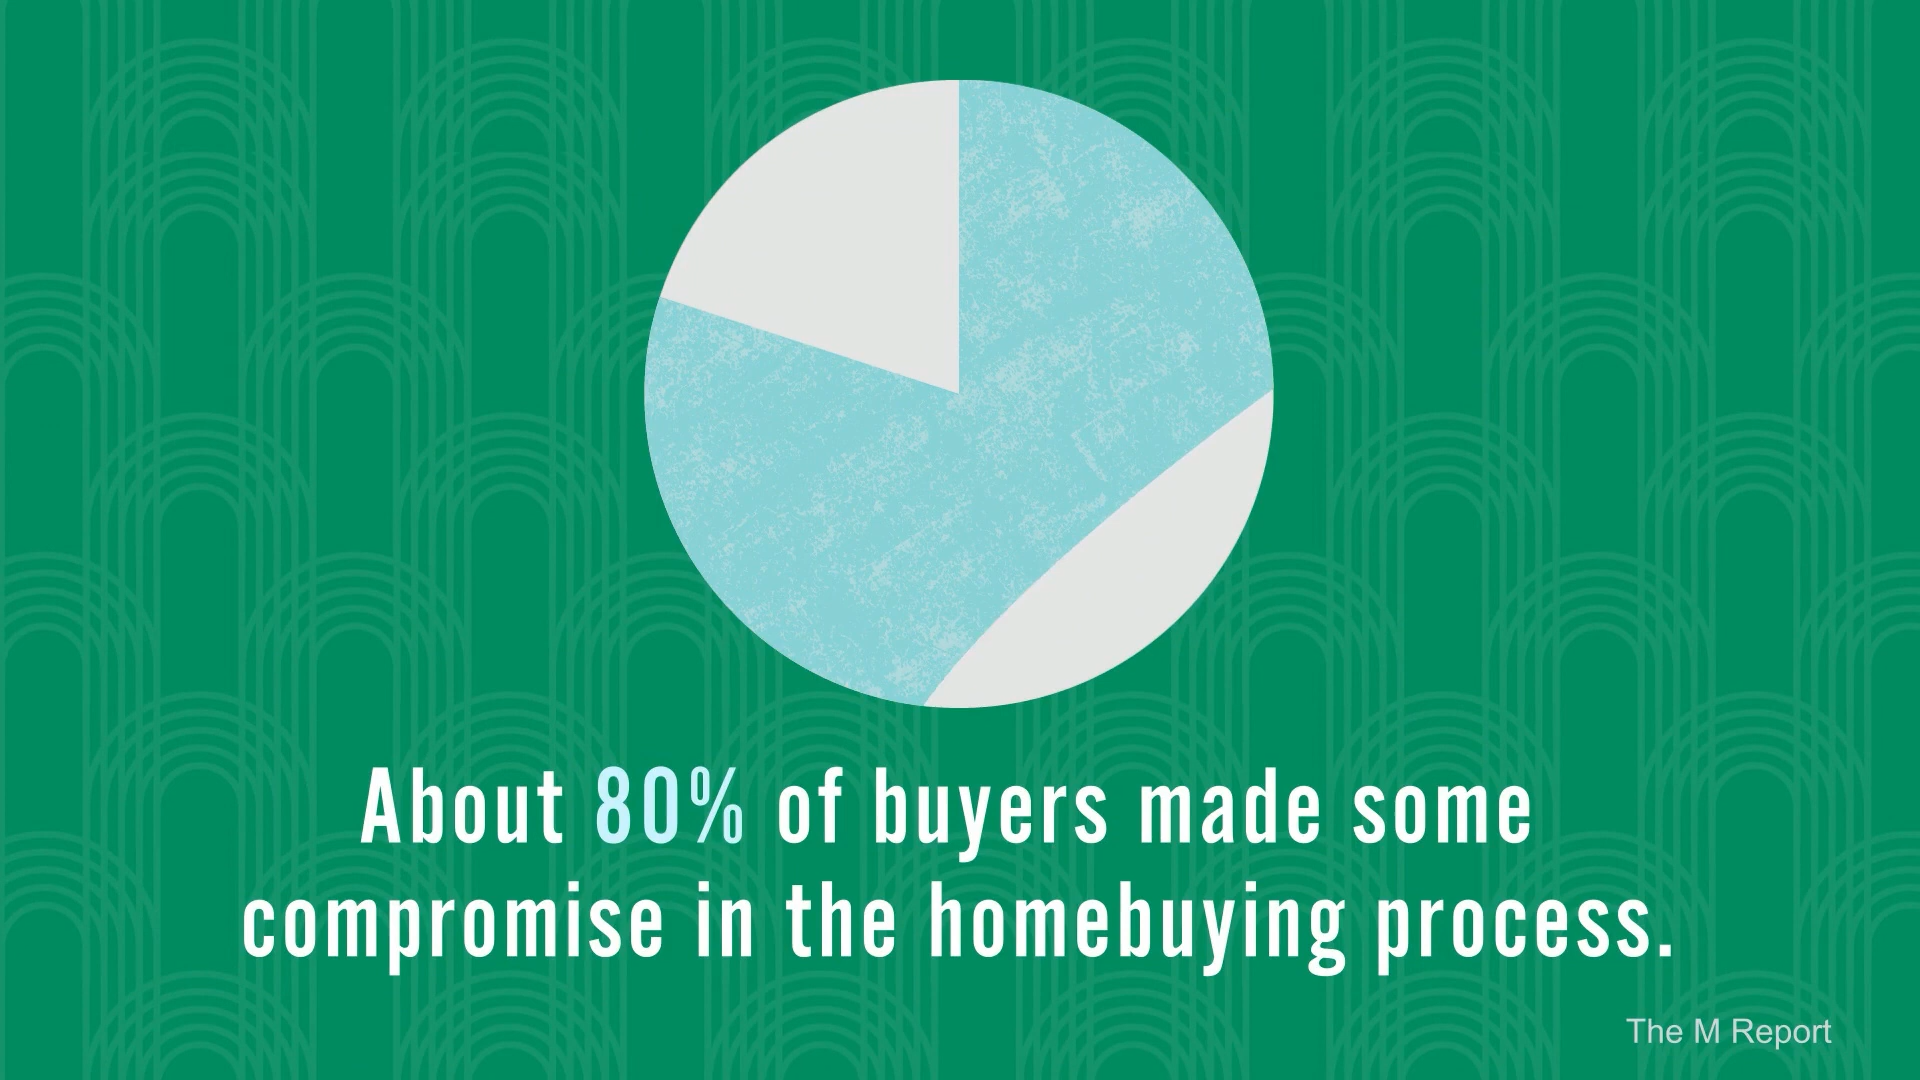 About 80% of buyers made some
compromise in the homebuying process.
The M Report